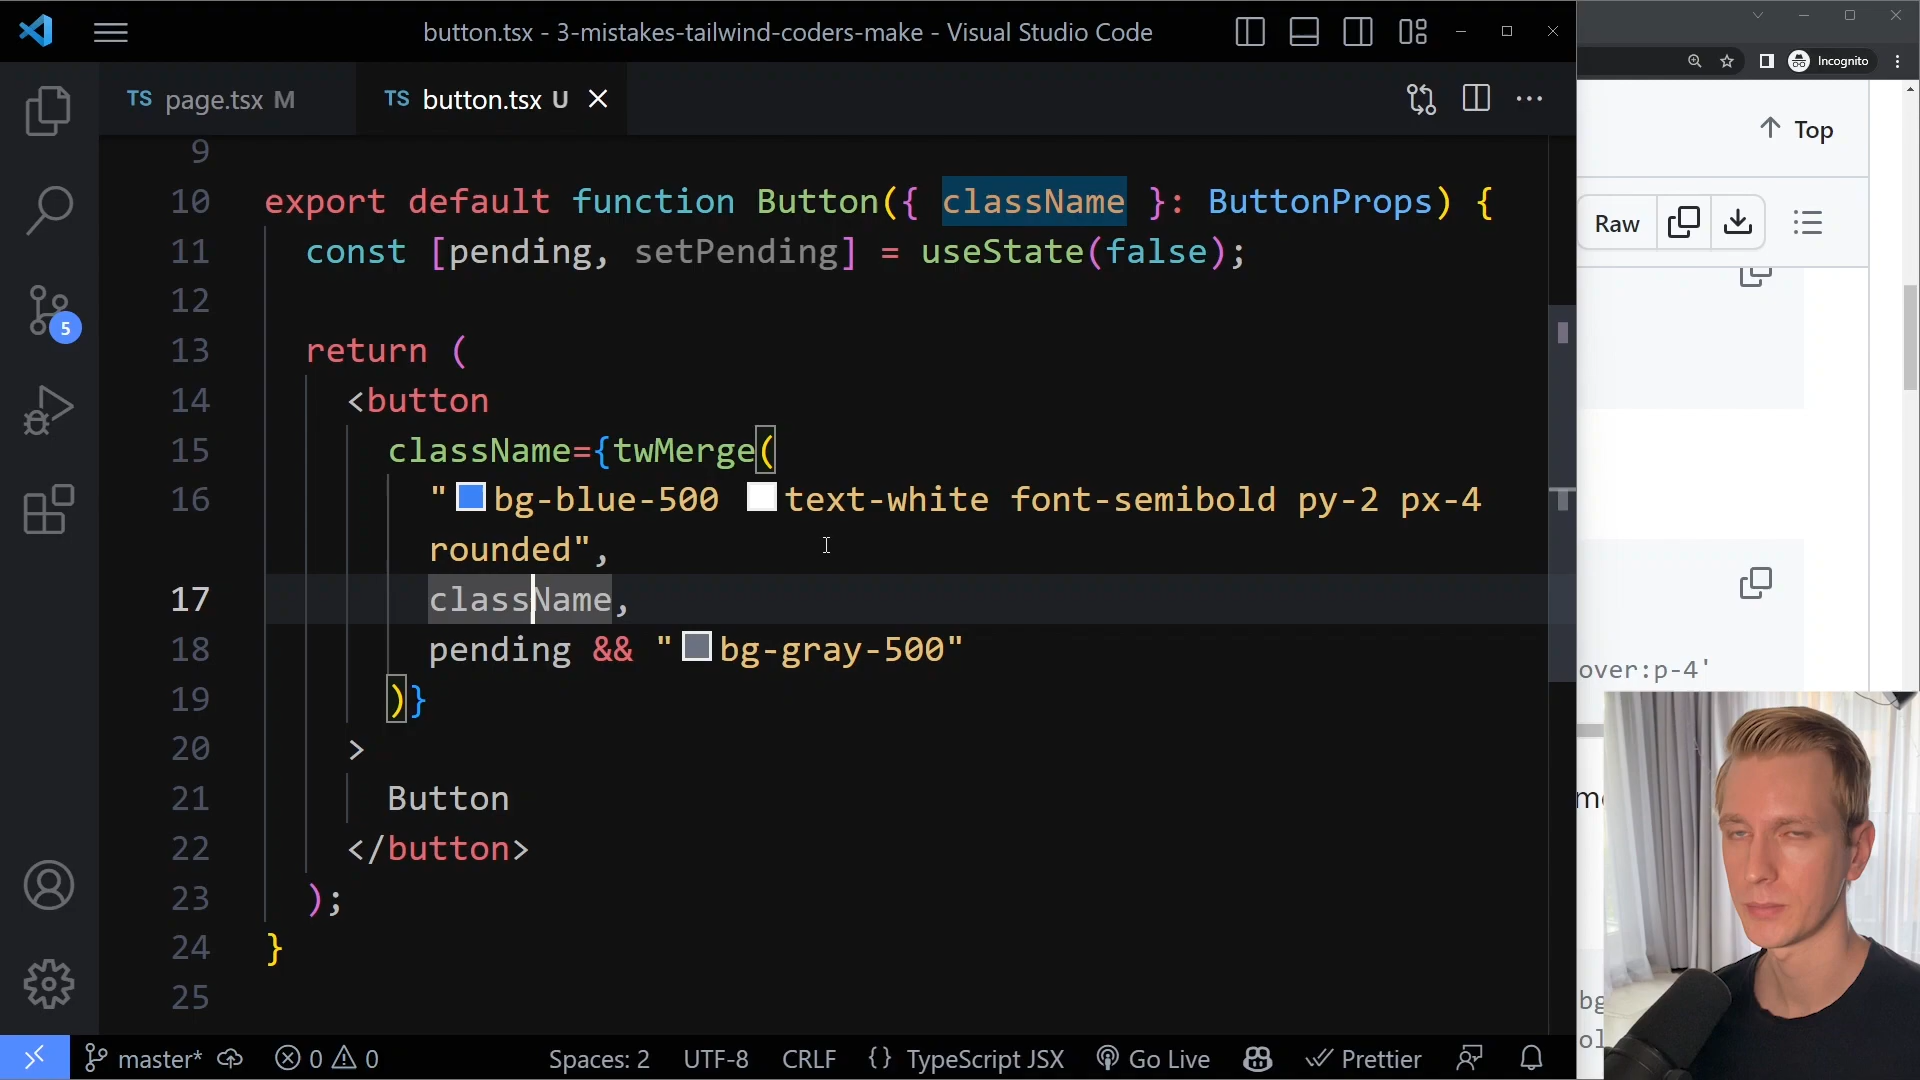 button.tsx - 3-mistakes-tailwind-coders-make - Visual Studio Code
Incognito
TS page.tsx M
TS button.tsx U
Top
Raw
9
10 export default function Button({ className }: ButtonProps) {
11 const [pending, setPending] = useState(false);
12
13 return (
14 <button
15 className={twMerge(
16 "bg-blue-500 text-white font-semibold py-2 px-4
rounded",
17 className,
18 pending && "bg-gray-500"
19 )}
20 >
21 Button
22 </button>
23 );
24 }
25
over:p-4'
bg
5
master* 0 0 Spaces: 2 UTF-8 CRLF {} TypeScript JSX Go Live Prettier